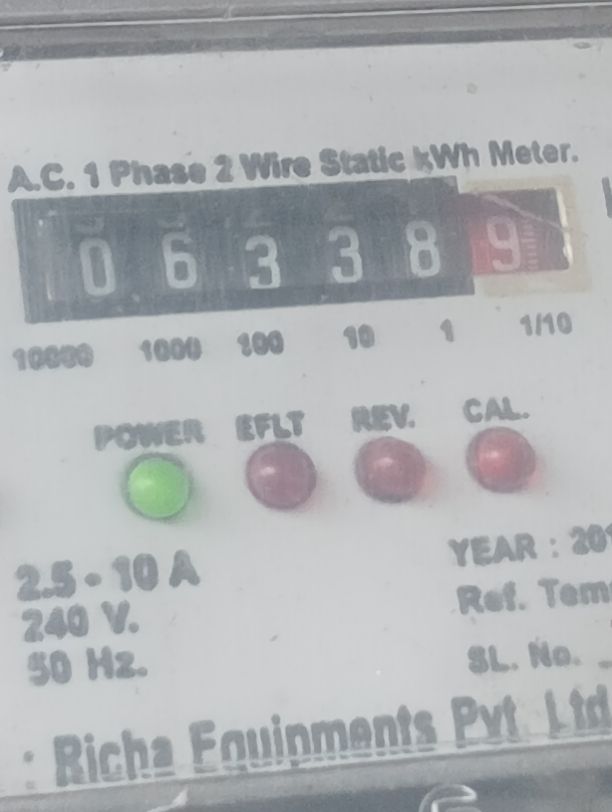 A.C. 1 Phase 2 Wire Static kWh Meter.
0 6 3 3 8 9
10000 1000 100 10 1 1/10
POWER EFLT REV. CAL.
2.5 - 10 A
240 V.
50 Hz.
YEAR : 201
Ref. Tem
SL. No.
: Richa Equipments Pvt Ltd